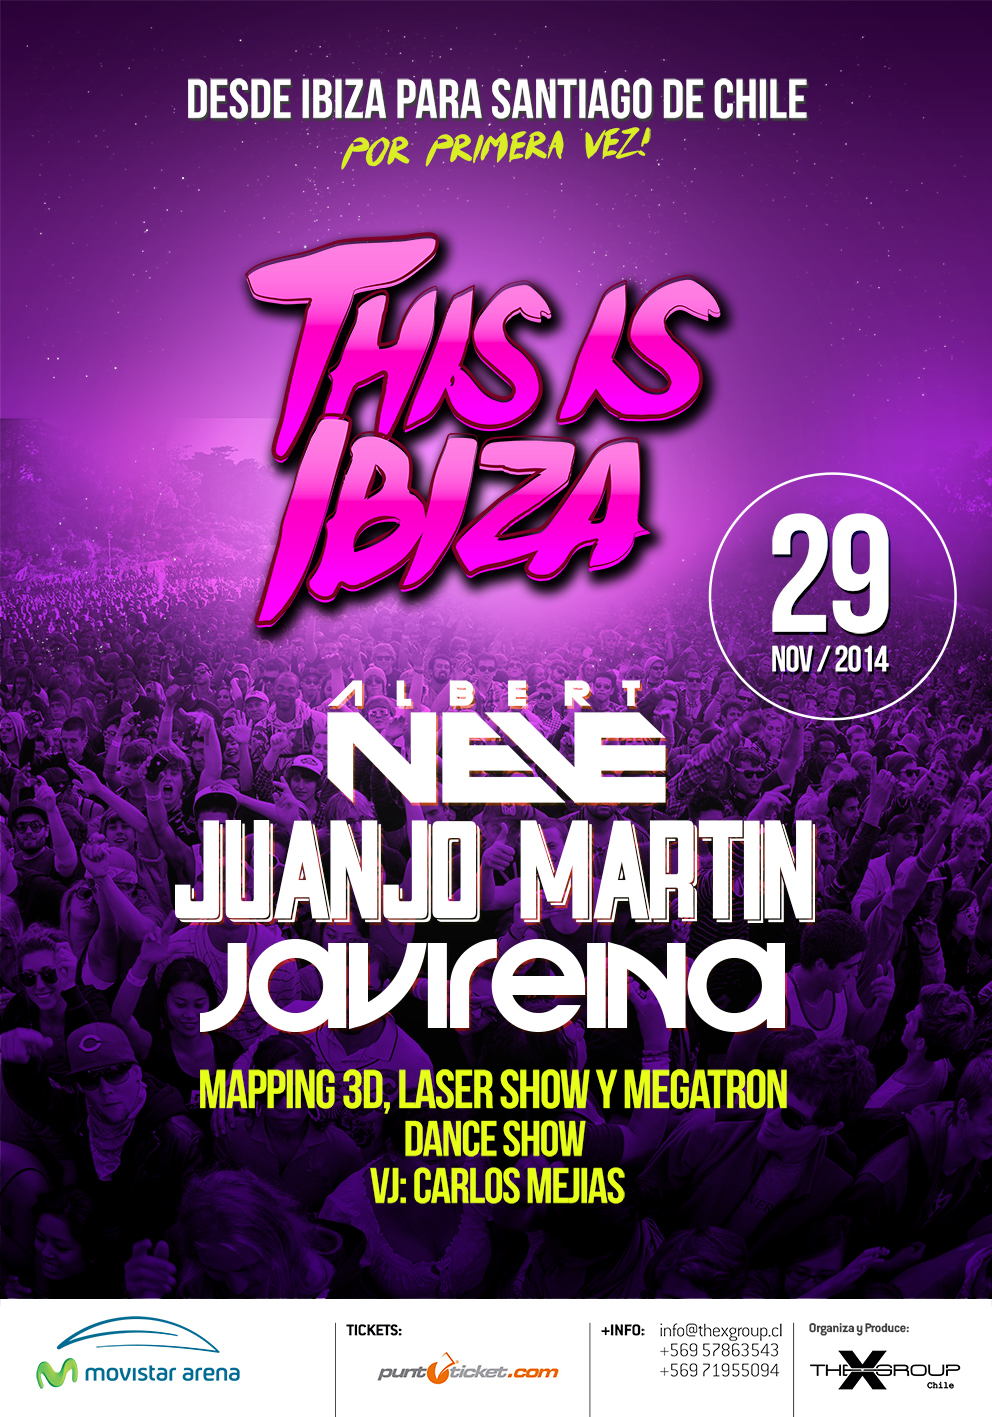 DESDE IBIZA PARA SANTIAGO DE CHILE
POR PRIMERA VEZ!
THIS IS
IBIZA
29
NOV / 2014
ALBERT
NEVE
JUANJO MARTIN
JAVI REINA
MAPPING 3D, LASER SHOW Y MEGATRON
DANCE SHOW
VJ: CARLOS MEJIAS
movistar arena
TICKETS:
puntoticket.com
+INFO: info@thexgroup.cl
+569 57863543
+569 71955094
Organiza y Produce:
THE X GROUP
Chile